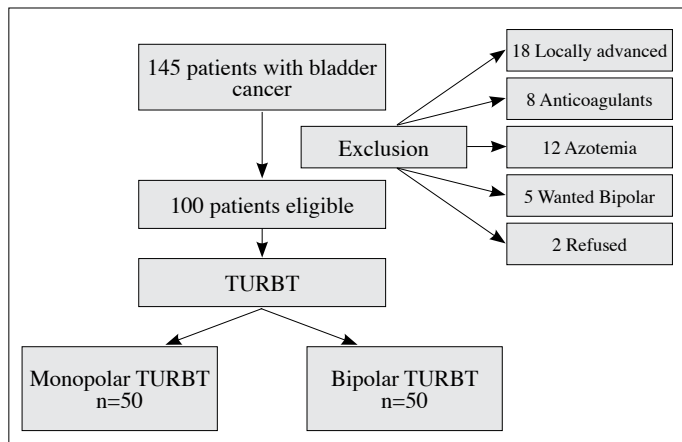 145 patients with bladder
cancer
Exclusion
18 Locally advanced
8 Anticoagulants
12 Azotemia
5 Wanted Bipolar
2 Refused
100 patients eligible
TURBT
Monopolar TURBT
n=50
Bipolar TURBT
n=50